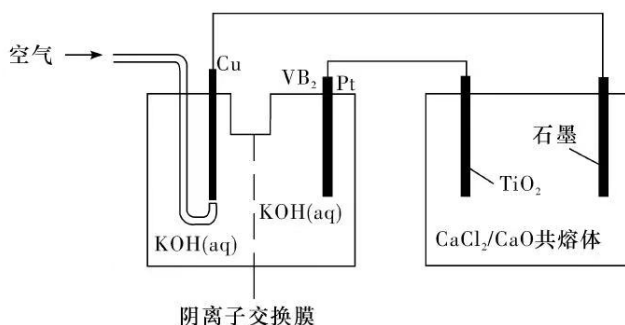 空气
Cu
VB₂
Pt
石墨
TiO₂
KOH(aq)
KOH(aq)
CaCl₂/CaO共熔体
阴离子交换膜